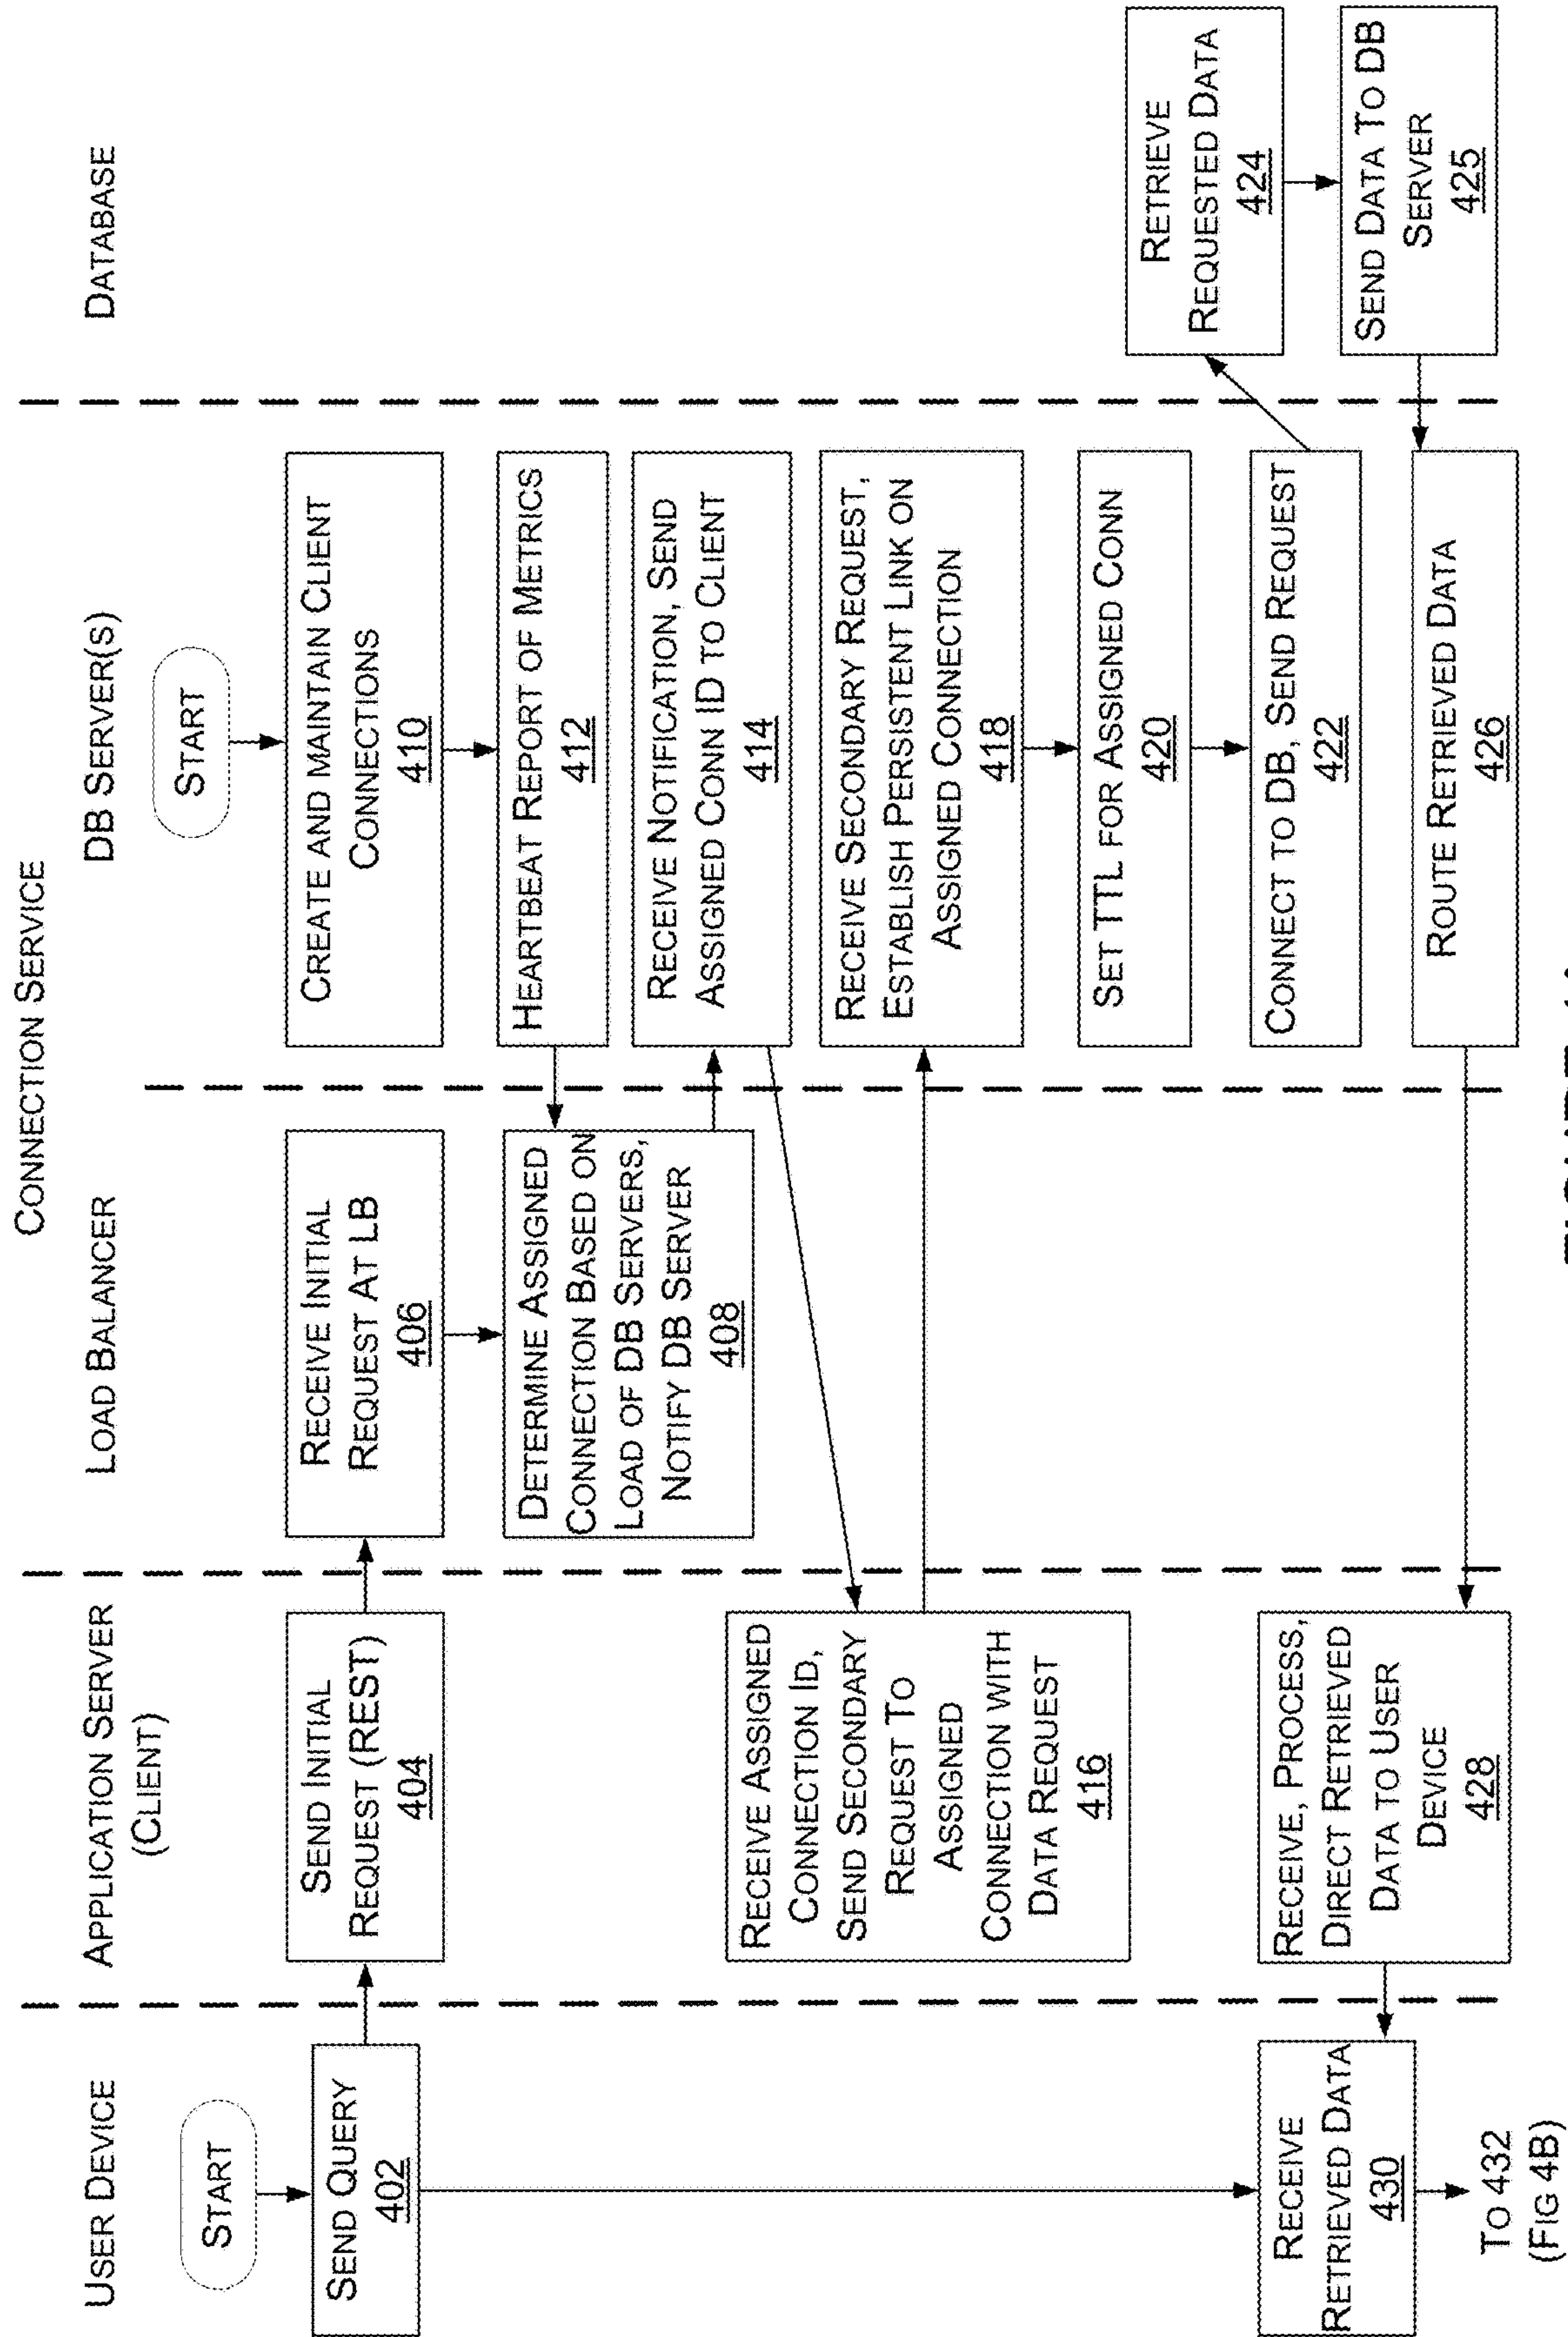 CONNECTION SERVICE
USER DEVICE
APPLICATION SERVER
(CLIENT)
LOAD BALANCER
DB SERVER(S)
DATABASE
START
SEND QUERY
402
SEND INITIAL
REQUEST (REST)
404
RECEIVE INITIAL
REQUEST AT LB
406
DETERMINE ASSIGNED
CONNECTION BASED ON
LOAD OF DB SERVERS,
NOTIFY DB SERVER
408
START
CREATE AND MAINTAIN CLIENT
CONNECTIONS
410
HEARTBEAT REPORT OF METRICS
412
RECEIVE NOTIFICATION, SEND
ASSIGNED CONN ID TO CLIENT
414
RECEIVE ASSIGNED
CONNECTION ID,
SEND SECONDARY
REQUEST TO
ASSIGNED
CONNECTION WITH
DATA REQUEST
416
RECEIVE SECONDARY REQUEST,
ESTABLISH PERSISTENT LINK ON
ASSIGNED CONNECTION
418
SET TTL FOR ASSIGNED CONN
420
CONNECT TO DB, SEND REQUEST
422
RETRIEVE
REQUESTED DATA
424
SEND DATA TO DB
SERVER
425
ROUTE RETRIEVED DATA
426
RECEIVE, PROCESS,
DIRECT RETRIEVED
DATA TO USER
DEVICE
428
RECEIVE
RETRIEVED DATA
430
TO 432
(FIG 4B)